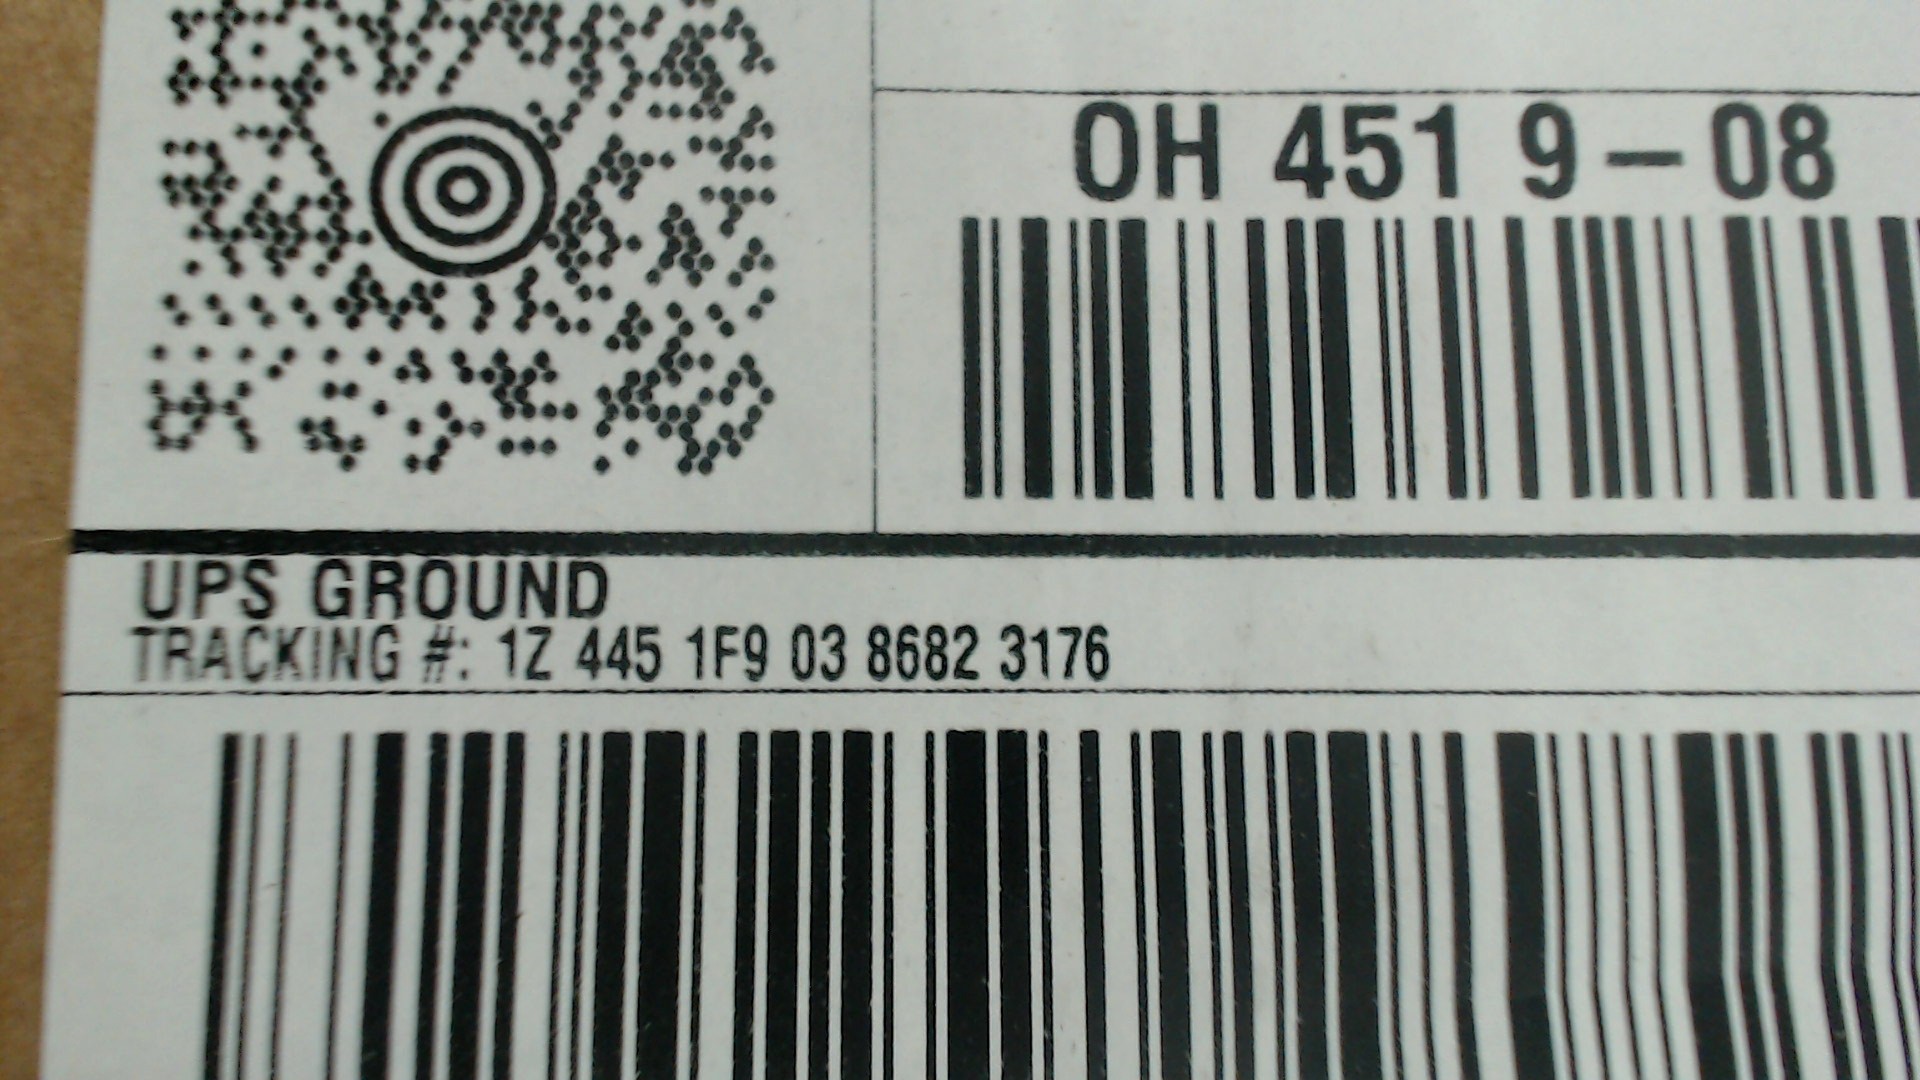 OH 451 9-08
UPS GROUND
TRACKING #: 1Z 445 1F9 03 8682 3176